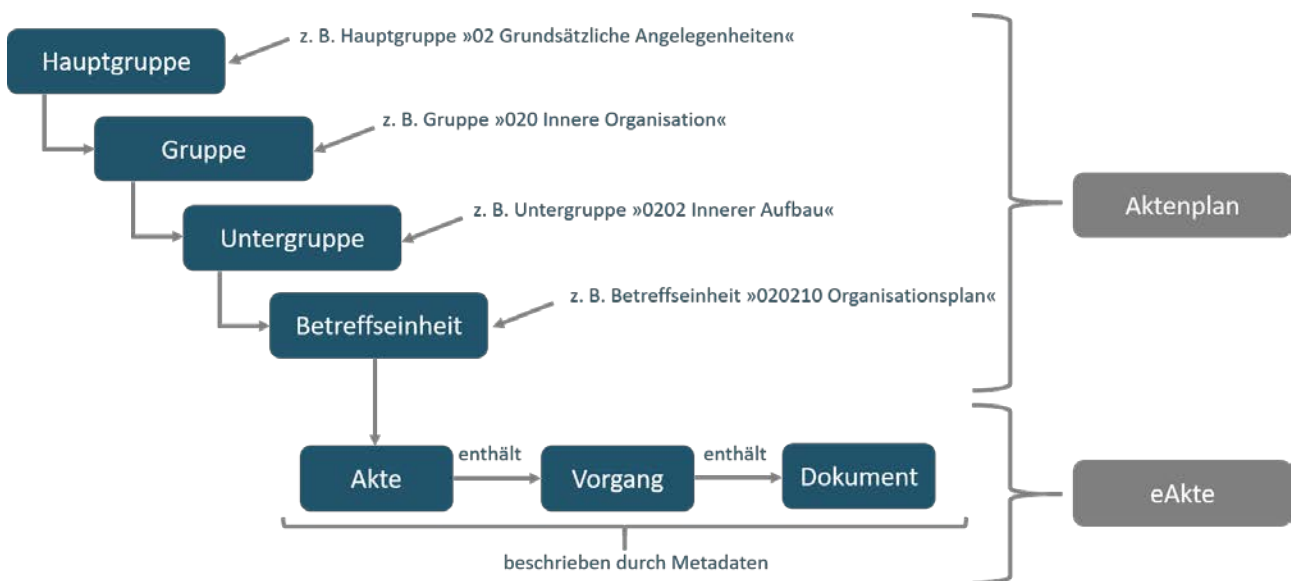 Hauptgruppe
z. B. Hauptgruppe »02 Grundsätzliche Angelegenheiten«
Gruppe
z. B. Gruppe »020 Innere Organisation«
Untergruppe
z. B. Untergruppe »0202 Innerer Aufbau«
Aktenplan
Betreffseinheit
z. B. Betreffseinheit »020210 Organisationsplan«
Akte
enthält
Vorgang
enthält
Dokument
eAkte
beschrieben durch Metadaten